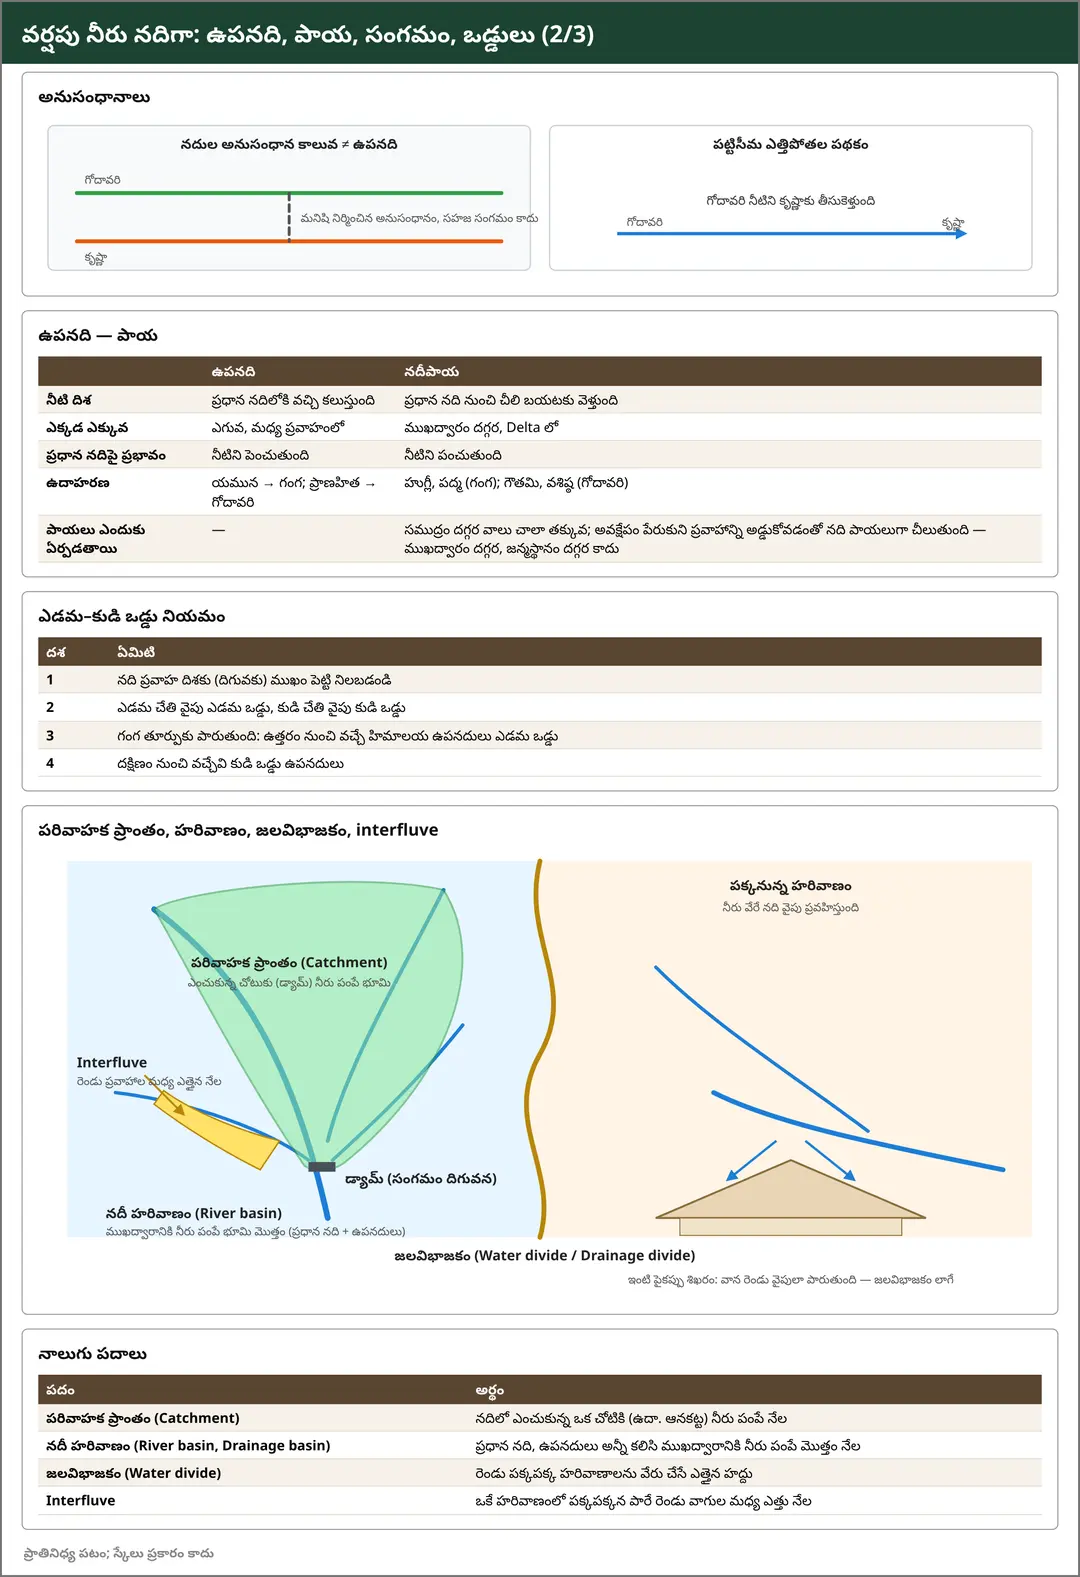 వర్షపు నీరు నదిగా: ఉపనది, పాయ, సంగమం, ఒడ్డులు (2/3)
అనుసంధానాలు
నదుల అనుసంధాన కాలువ ≠ ఉపనది
గోదావరి
మనిషి నిర్మించిన అనుసంధానం, సహజ సంగమం కాదు
కృష్ణా
పట్టిసీమ ఎత్తిపోతల పథకం
గోదావరి నీటిని కృష్ణాకు తీసుకెళ్తుంది
గోదావరి
కృష్ణా
ఉపనది — పాయ
ఉపనది నదీపాయ
నీటి దిశ ప్రధాన నదిలోకి వచ్చి కలుస్తుంది ప్రధాన నది నుంచి చీలి బయటకు వెళ్తుంది
ఎక్కడ ఎక్కువ ఎగువ, మధ్య ప్రవాహంలో ముఖద్వారం దగ్గర, Delta లో
ప్రధాన నదిపై ప్రభావం నీటిని పెంచుతుంది నీటిని పంచుతుంది
ఉదాహరణ యమున → గంగ; ప్రాణహిత → హుగ్లీ, పద్మ (గంగ); గౌతమి, వశిష్ఠ (గోదావరి)
గోదావరి
పాయలు ఎందుకు — సముద్రం దగ్గర వాలు చాలా తక్కువ; అవక్షేపం పేరుకుని ప్రవాహాన్ని అడ్డుకోవడంతో నది పాయలుగా చీలుతుంది —
ఏర్పడతాయి ముఖద్వారం దగ్గర, జన్మస్థానం దగ్గర కాదు
ఎడమ–కుడి ఒడ్డు నియమం
దశ ఏమిటి
1 నది ప్రవాహ దిశకు (దిగువకు) ముఖం పెట్టి నిలబడండి
2 ఎడమ చేతి వైపు ఎడమ ఒడ్డు, కుడి చేతి వైపు కుడి ఒడ్డు
3 గంగ తూర్పుకు పారుతుంది: ఉత్తరం నుంచి వచ్చే హిమాలయ ఉపనదులు ఎడమ ఒడ్డు
4 దక్షిణం నుంచి వచ్చేవి కుడి ఒడ్డు ఉపనదులు
పరివాహక ప్రాంతం, హరివాణం, జలవిభాజకం, interfluve
పక్కనున్న హరివాణం
నీరు వేరే నది వైపు ప్రవహిస్తుంది
పరివాహక ప్రాంతం (Catchment)
ఎంచుకున్న చోటుకు (డ్యామ్) నీరు పంపే భూమి
Interfluve
రెండు ప్రవాహాల మధ్య ఎత్తైన నేల
డ్యామ్ (సంగమం దిగువన)
నదీ హరివాణం (River basin)
ముఖద్వారానికి నీరు పంపే భూమి మొత్తం (ప్రధాన నది + ఉపనదులు)
జలవిభాజకం (Water divide / Drainage divide)
ఇంటి పైకప్పు శిఖరం: వాన రెండు వైపులా పారుతుంది — జలవిభాజకం లాగే
నాలుగు పదాలు
పదం అర్థం
పరివాహక ప్రాంతం (Catchment) నదిలో ఎంచుకున్న ఒక చోటికి (ఉదా. ఆనకట్ట) నీరు పంపే నేల
నదీ హరివాణం (River basin, Drainage basin) ప్రధాన నది, ఉపనదులు అన్నీ కలిసి ముఖద్వారానికి నీరు పంపే మొత్తం నేల
జలవిభాజకం (Water divide) రెండు పక్కపక్క హరివాణాలను వేరు చేసే ఎత్తైన హద్దు
Interfluve ఒకే హరివాణంలో పక్కపక్కన పారే రెండు వాగుల మధ్య ఎత్తు నేల
ప్రాతినిధ్య పటం; స్కేలు ప్రకారం కాదు